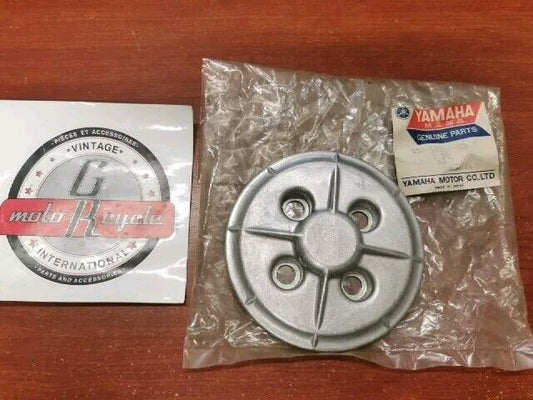 PIECES ET ACCESSOIRES
VINTAGE
G
moto R cycle
INTERNATIONAL
PARTS AND ACCESSORIES
YAMAHA
GENUINE PARTS
YAMAHA MOTOR CO.,LTD
MADE IN JAPAN